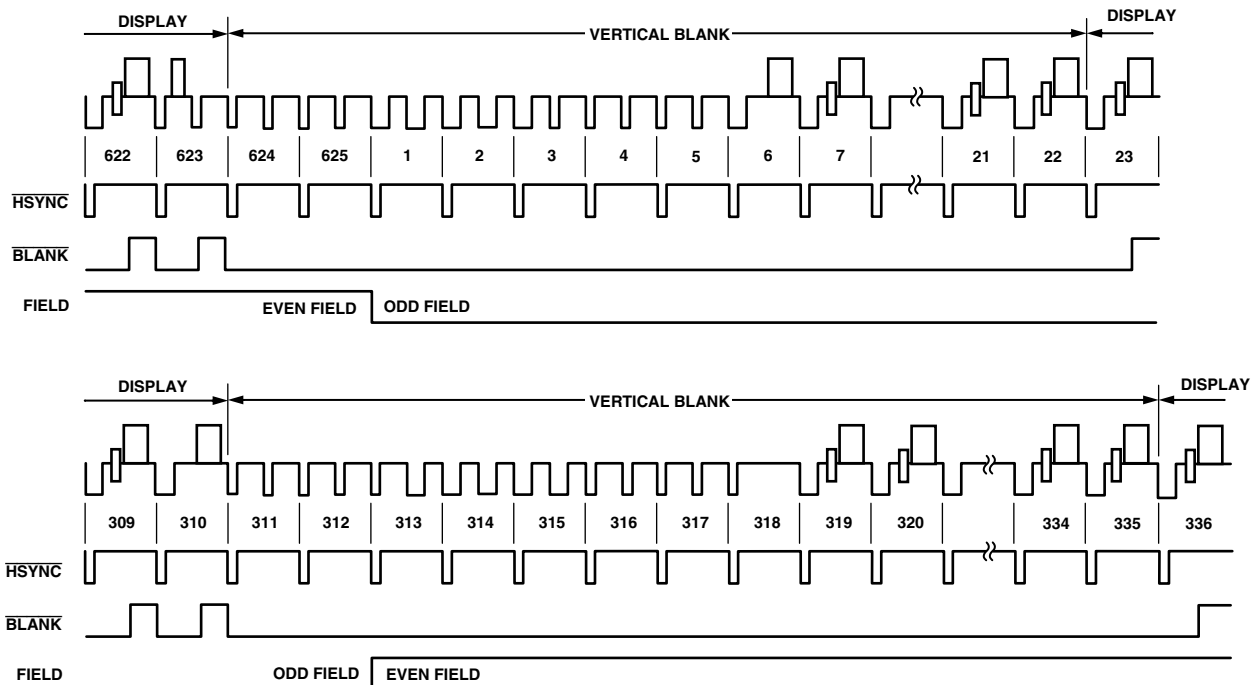 DISPLAY VERTICAL BLANK DISPLAY
622 623 624 625 1 2 3 4 5 6 7 21 22 23
HSYNC
BLANK
FIELD EVEN FIELD ODD FIELD
DISPLAY VERTICAL BLANK DISPLAY
309 310 311 312 313 314 315 316 317 318 319 320 334 335 336
HSYNC
BLANK
FIELD ODD FIELD EVEN FIELD